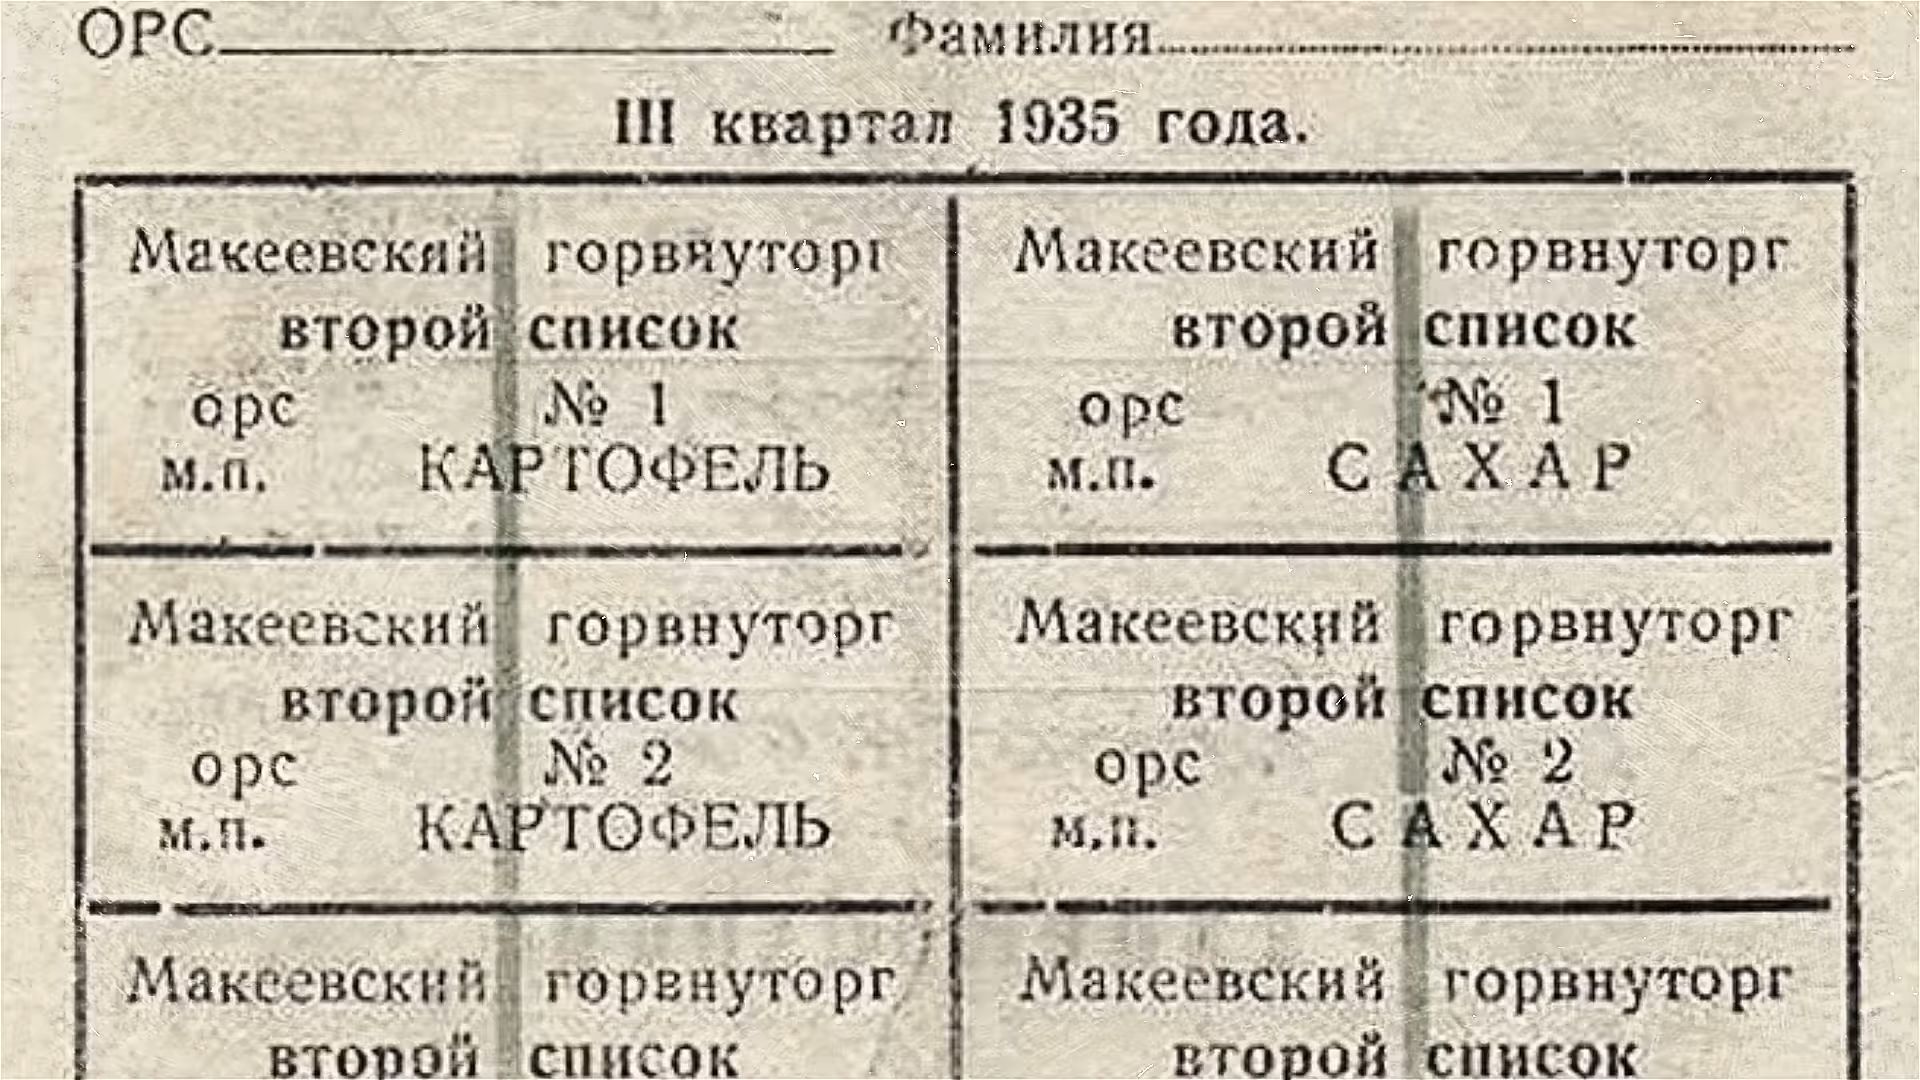 ОРС Фамилия
III квартал 1935 года.
Макеевский горвнуторг
второй список
орс № 1
м.п. КАРТОФЕЛЬ
Макеевский горвнуторг
второй список
орс № 1
м.п. САХАР
Макеевский горвнуторг
второй список
орс № 2
м.п. КАРТОФЕЛЬ
Макеевский горвнуторг
второй список
орс № 2
м.п. САХАР
Макеевский горвнуторг
второй список
Макеевский горвнуторг
второй список